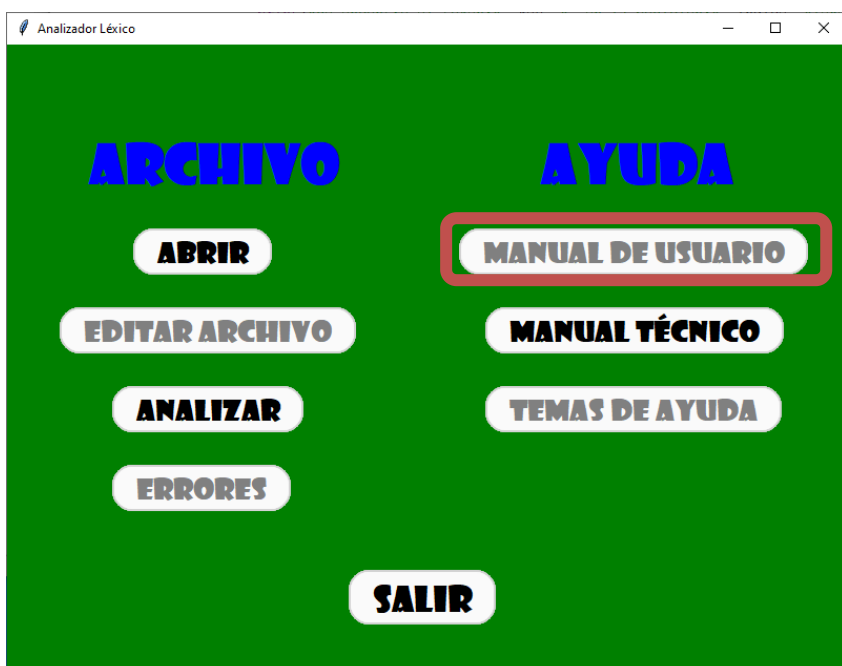 Analizador Léxico
ARCHIVO
AYUDA
ABRIR
MANUAL DE USUARIO
EDITAR ARCHIVO
MANUAL TÉCNICO
ANALIZAR
TEMAS DE AYUDA
ERRORES
SALIR